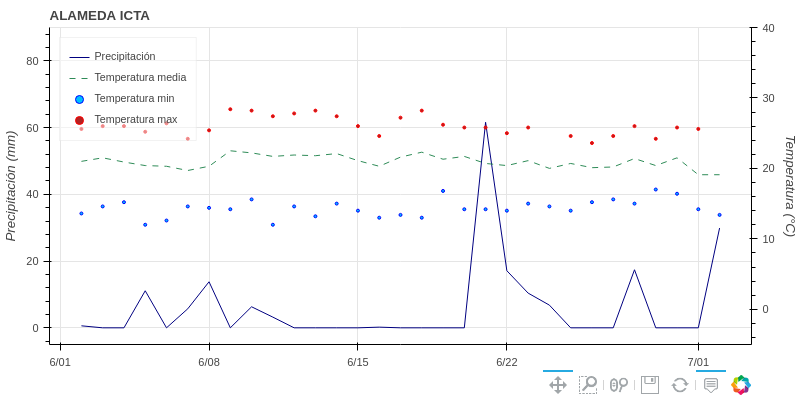 ALAMEDA ICTA
Precipitación
Temperatura media
Temperatura min
Temperatura max
Precipitación (mm)
80
60
40
20
0
Temperatura (°C)
40
30
20
10
0
6/01
6/08
6/15
6/22
7/01